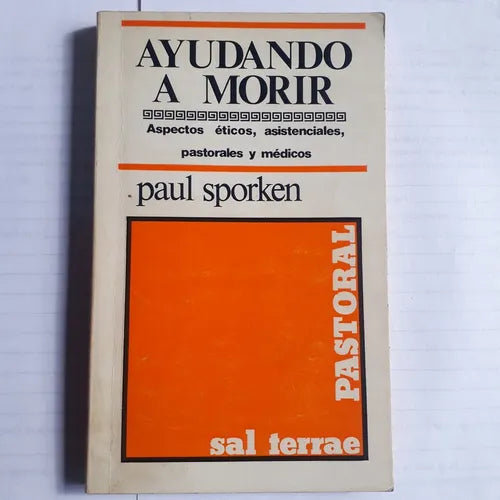 AYUDANDO
A MORIR
Aspectos éticos, asistenciales,
pastorales y médicos
paul sporken
PASTORAL
sal terrae